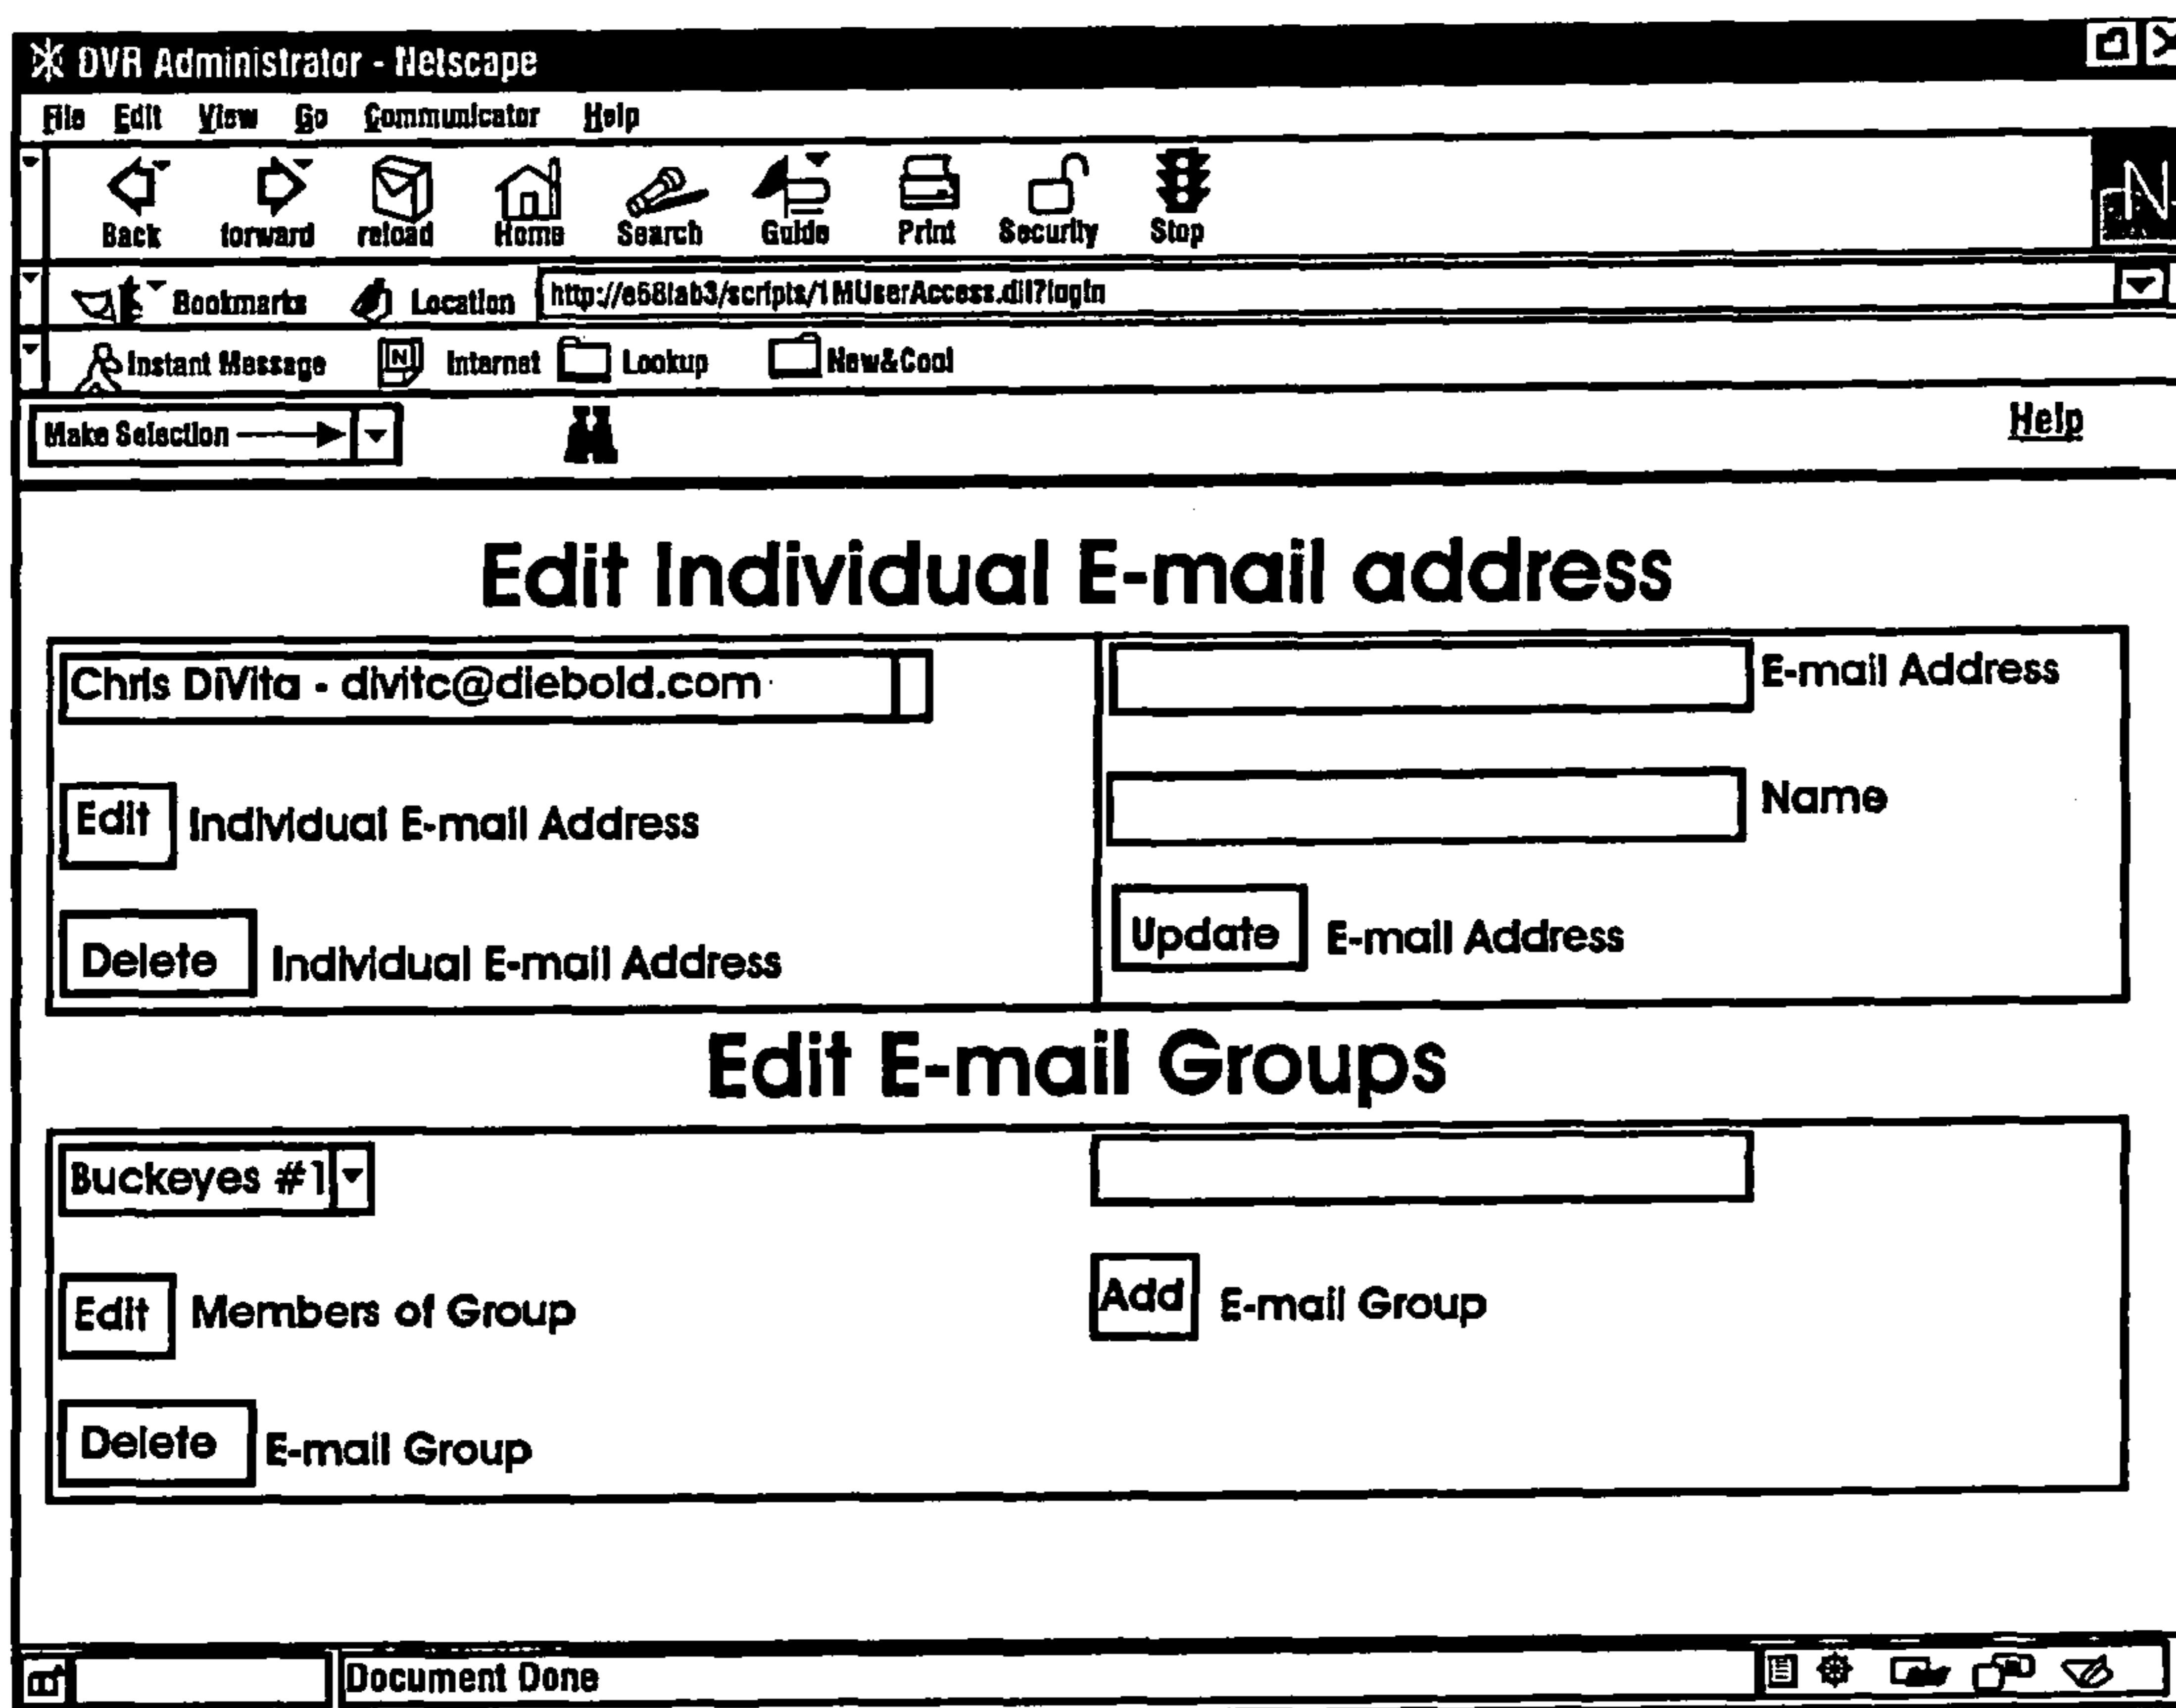 DVR Administrator - Netscape
File Edit View Go Communicator Help
Back forward reload Home Search Guide Print Security Stop
N
Bookmarks Location http://e58lab3/scripts/1MUserAccess.dll?login
Instant Message N Internet Lookup New&Cool
Make Selection Help
Edit Individual E-mail address
Chris DiVita - divitc@diebold.com E-mail Address
Edit Individual E-mail Address Name
Delete Individual E-mail Address Update E-mail Address
Edit E-mail Groups
Buckeyes #1
Edit Members of Group Add E-mail Group
Delete E-mail Group
Document Done